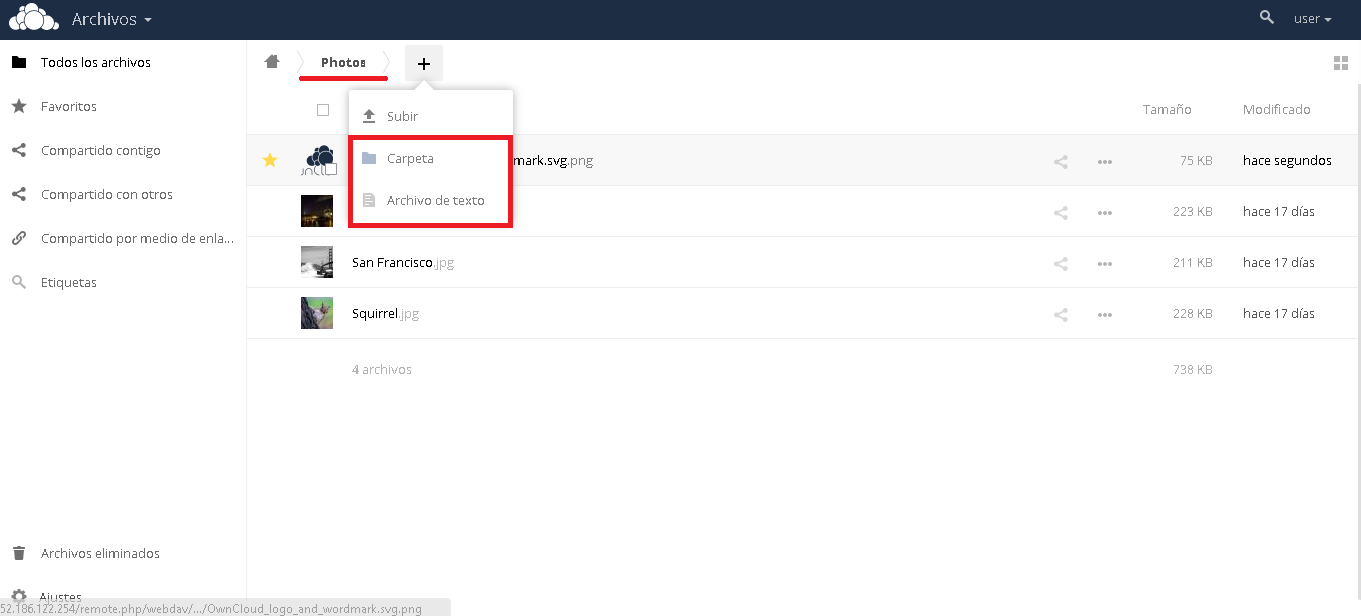 Archivos
user
Todos los archivos
Favoritos
Compartido contigo
Compartido con otros
Compartido por medio de enla...
Etiquetas
Archivos eliminados
Ajustes
52.186.122.254/remote.php/webdav/.../OwnCloud_logo_and_wordmark.svg.png
Photos
+
Subir
Carpeta
Archivo de texto
Tamaño Modificado
dmark.svg.png 75 KB hace segundos
223 KB hace 17 días
San Francisco.jpg 211 KB hace 17 días
Squirrel.jpg 228 KB hace 17 días
4 archivos 738 KB